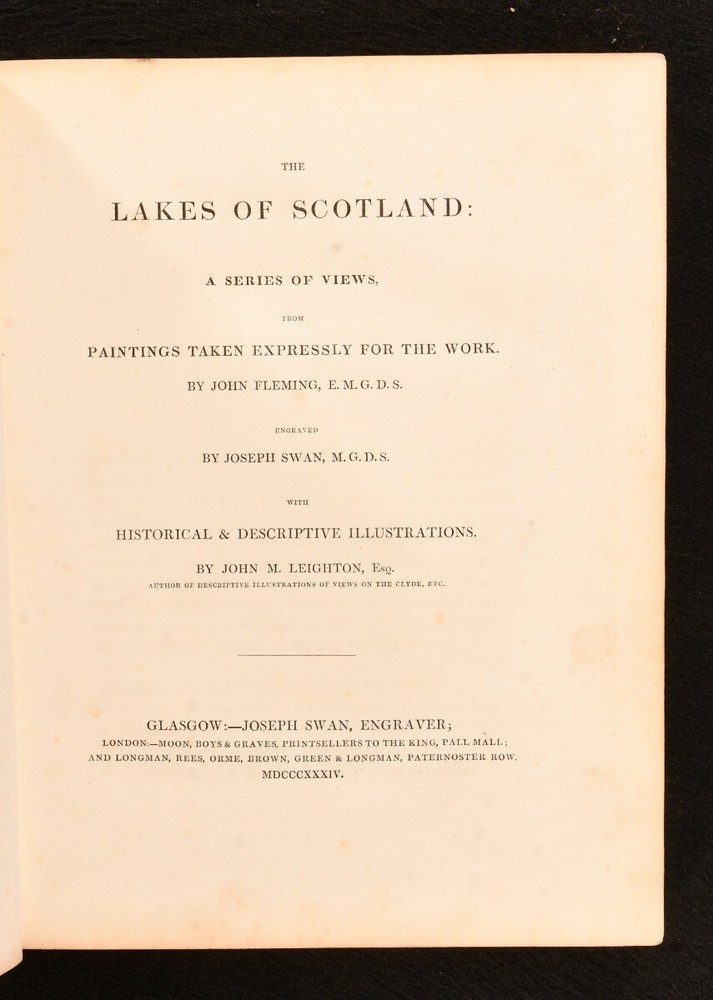 THE
LAKES OF SCOTLAND:
A SERIES OF VIEWS,
FROM
PAINTINGS TAKEN EXPRESSLY FOR THE WORK.
BY JOHN FLEMING, E. M. G. D. S.
ENGRAVED
BY JOSEPH SWAN, M. G. D. S.
WITH
HISTORICAL & DESCRIPTIVE ILLUSTRATIONS.
BY JOHN M. LEIGHTON, Esq.
AUTHOR OF DESCRIPTIVE ILLUSTRATIONS OF VIEWS ON THE CLYDE, ETC.
GLASGOW:—JOSEPH SWAN, ENGRAVER;
LONDON:—MOON, BOYS & GRAVES, PRINTSELLERS TO THE KING, PALL MALL;
AND LONGMAN, REES, ORME, BROWN, GREEN & LONGMAN, PATERNOSTER ROW.
MDCCCXXXIV.